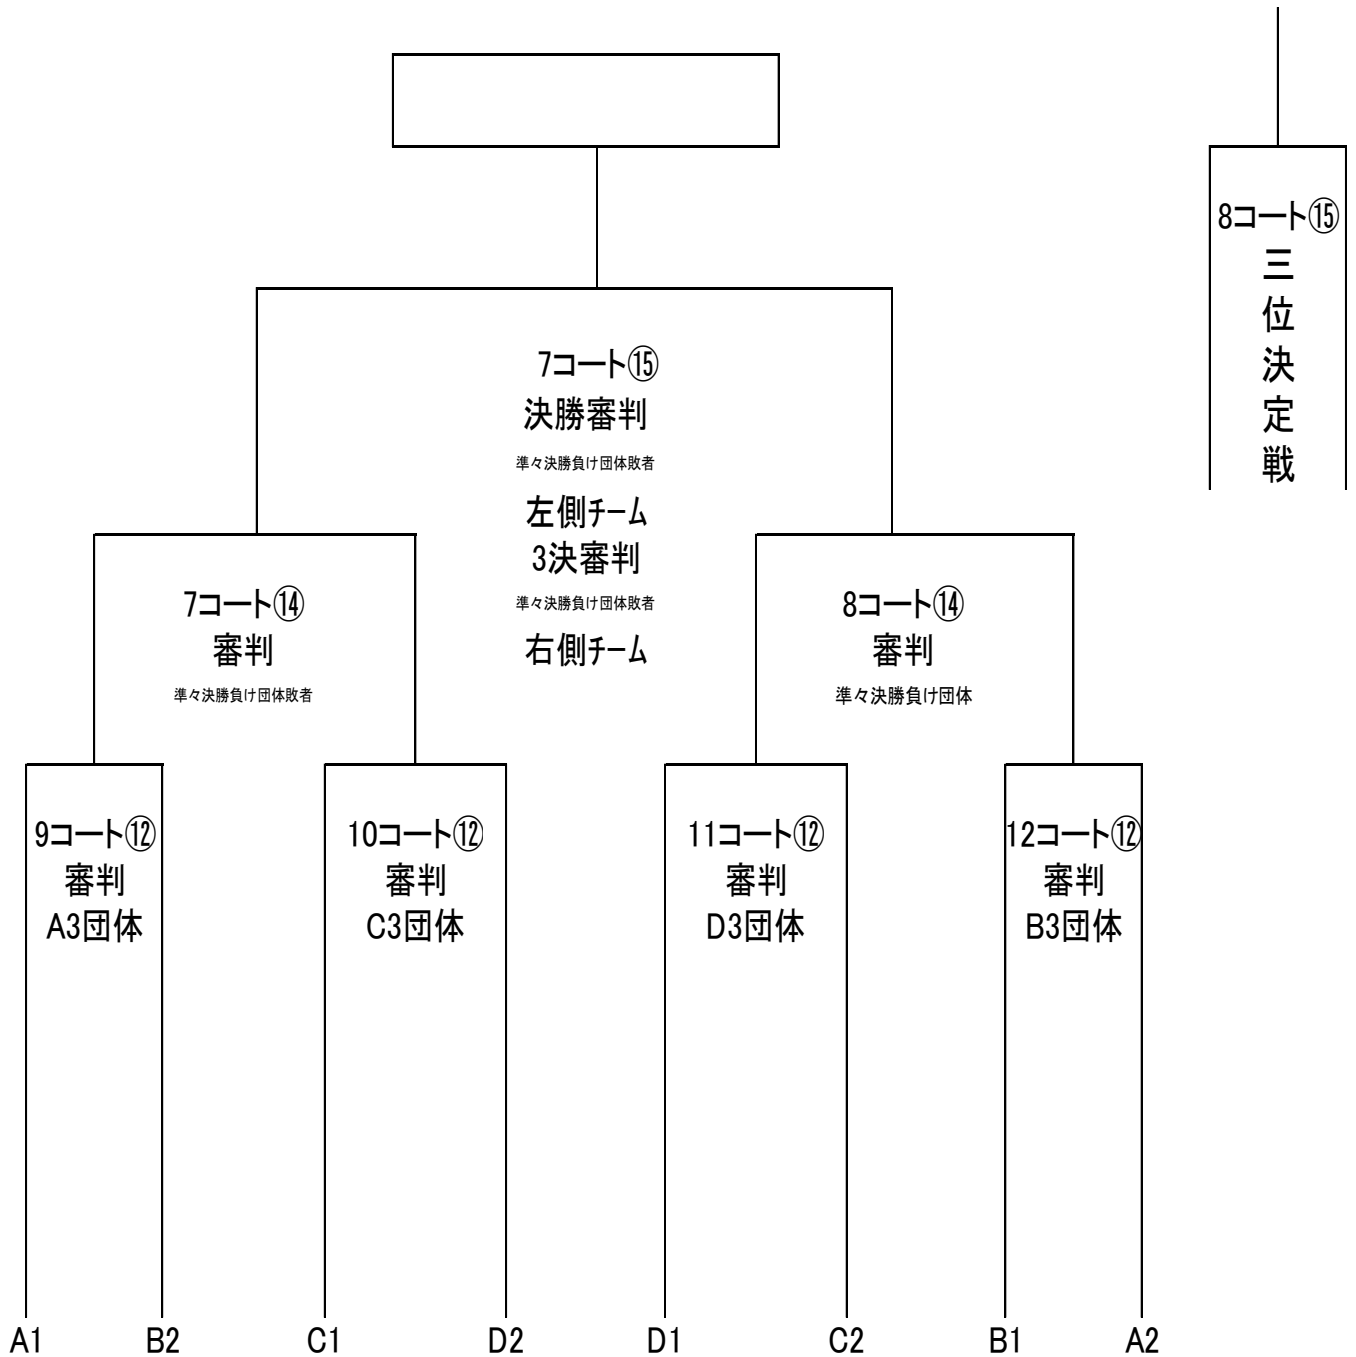 8コート⑮
三
位
決
定
戦
7コート⑮
決勝審判
準々決勝負け団体敗者
左側チーム
3決審判
準々決勝負け団体敗者
右側チーム
7コート⑭
審判
準々決勝負け団体敗者
8コート⑭
審判
準々決勝負け団体
9コート⑫
審判
A3団体
10コート⑫
審判
C3団体
11コート⑫
審判
D3団体
12コート⑫
審判
B3団体
A1 B2 C1 D2 D1 C2 B1 A2